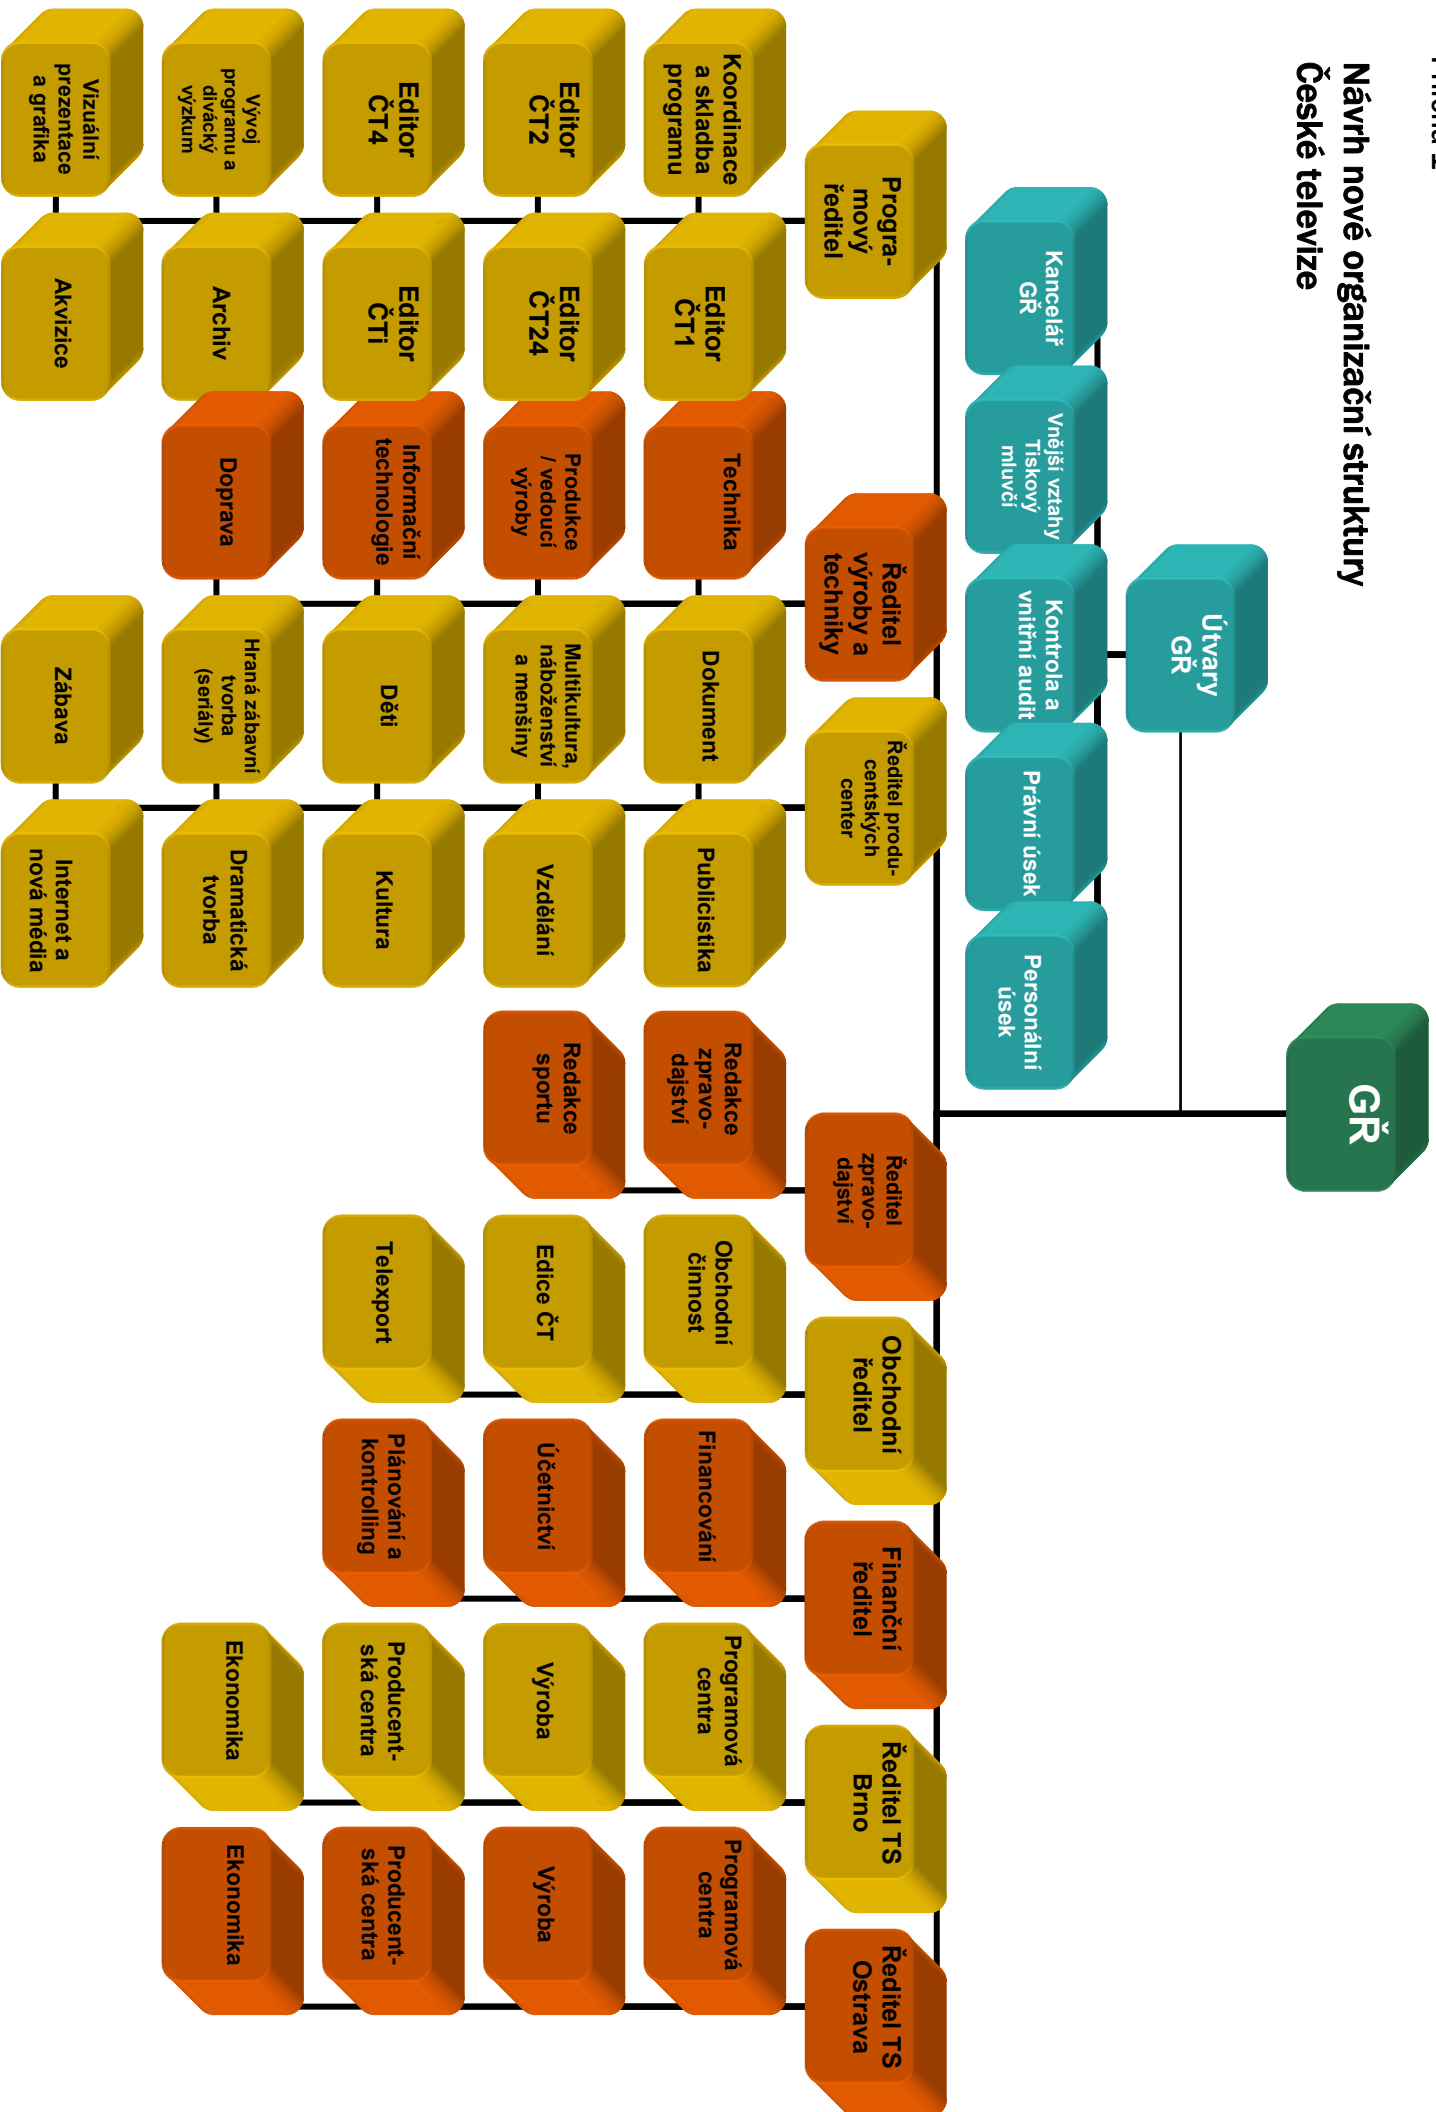 Návrh nové organizační struktury
České televize
GŘ
Útvary
GŘ
Kancelář
GŘ
Vnější vztahy
Tiskový
mluvčí
Kontrola a
vnitřní audit
Právní úsek
Personální
úsek
Progra-
mový
ředitel
Ředitel
výroby a
techniky
Ředitel produ-
centských
center
Ředitel
zpravo-
dajství
Obchodní
ředitel
Finanční
ředitel
Ředitel TS
Brno
Ředitel TS
Ostrava
Koordinace
a skladba
programu
Editor
ČT1
Technika
Dokument
Publicistika
Redakce
zpravo-
dajství
Obchodní
činnost
Financování
Programová
centra
Programová
centra
Editor
ČT2
Editor
ČT24
Produkce
/ vedoucí
výroby
Multikultura,
náboženství
a menšiny
Vzdělání
Redakce
sportu
Edice ČT
Účetnictví
Výroba
Výroba
Editor
ČT4
Editor
ČTi
Informační
technologie
Děti
Kultura
Telexport
Plánování a
kontrolling
Producent-
ská centra
Producent-
ská centra
Vývoj
programu a
divácký
výzkum
Archiv
Doprava
Hraná zábavní
tvorba
(seriály)
Dramatická
tvorba
Ekonomika
Ekonomika
Vizuální
prezentace
a grafika
Akvizice
Zábava
Internet a
nová média